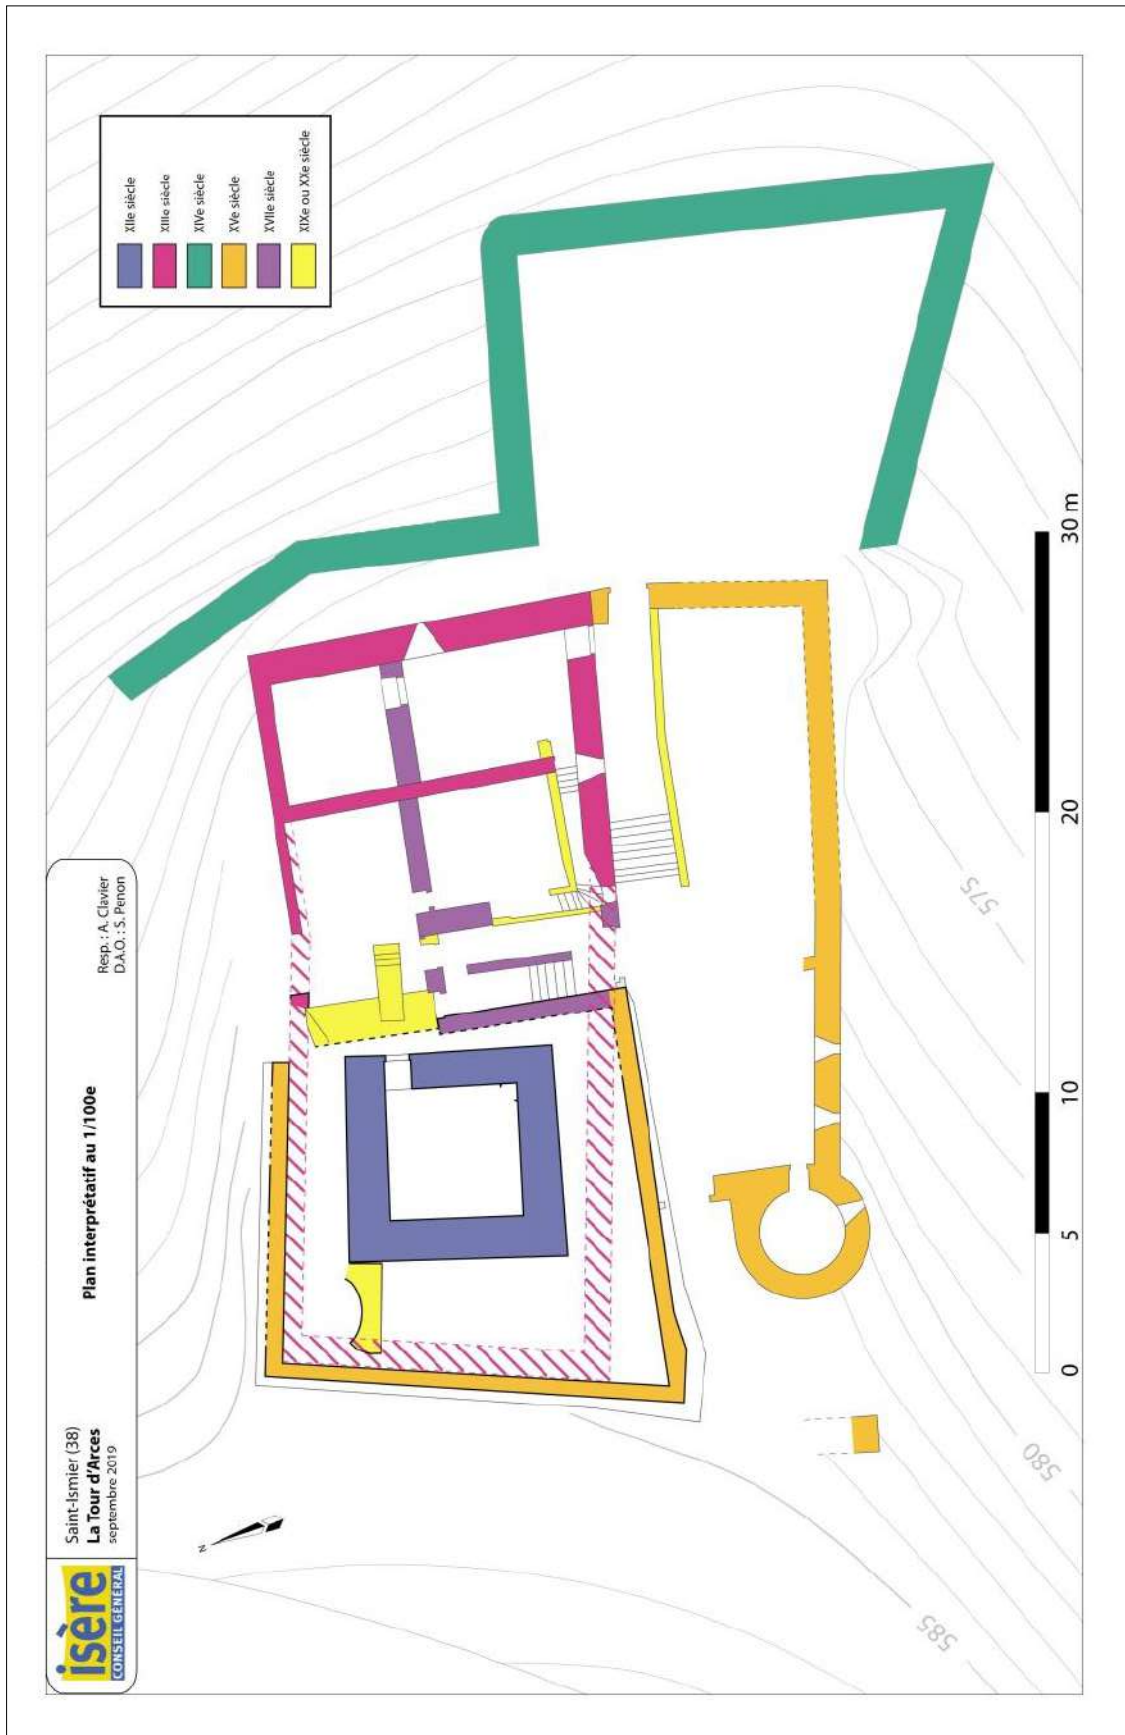 isère
CONSEIL GÉNÉRAL
Saint-Ismier (38)
La Tour d'Arces
septembre 2019
Plan interprétatif au 1/100e
Resp. : A. Clavier
D.A.O. : S. Penon
XIIe siècle
XIIIe siècle
XIVe siècle
XVe siècle
XVIIe siècle
XIXe ou XXe siècle
N
585
580
575
0
5
10
20
30 m